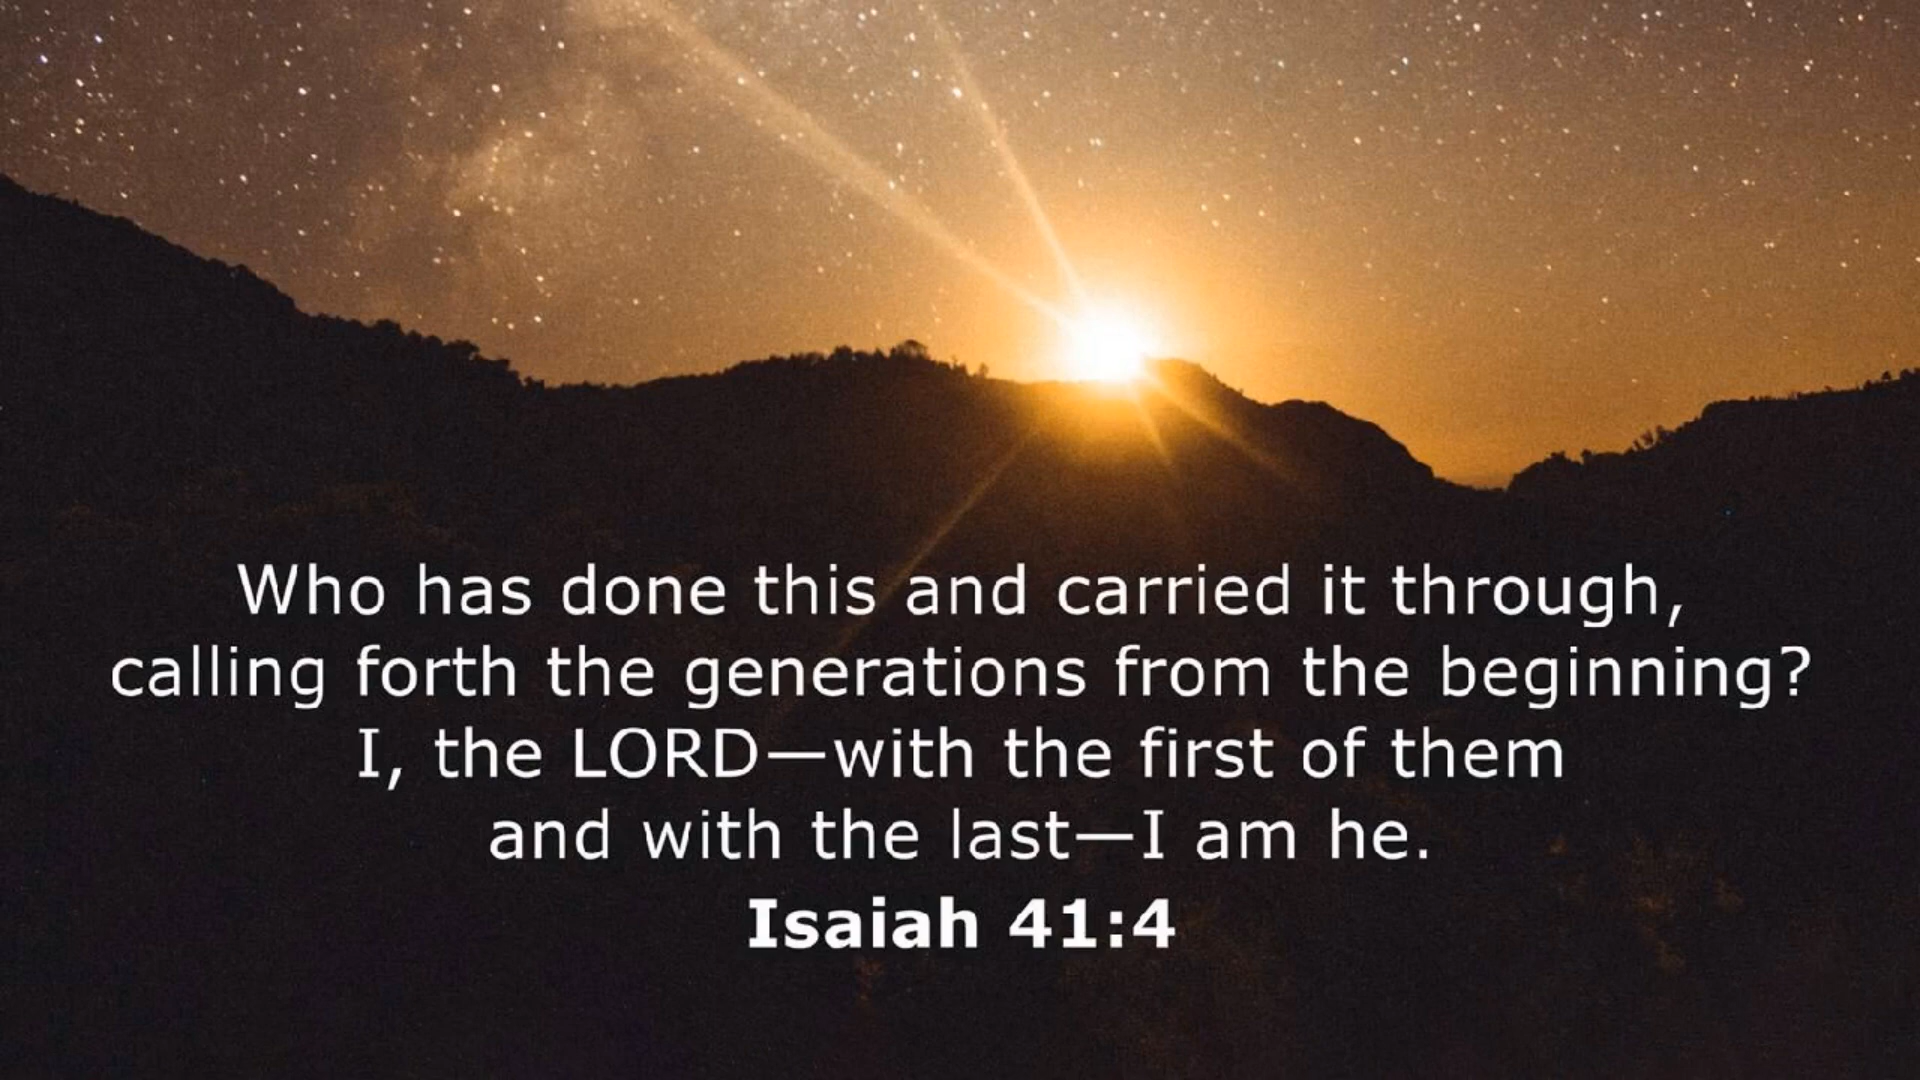 Who has done this and carried it through,
calling forth the generations from the beginning?
I, the LORD—with the first of them
and with the last—I am he.
Isaiah 41:4